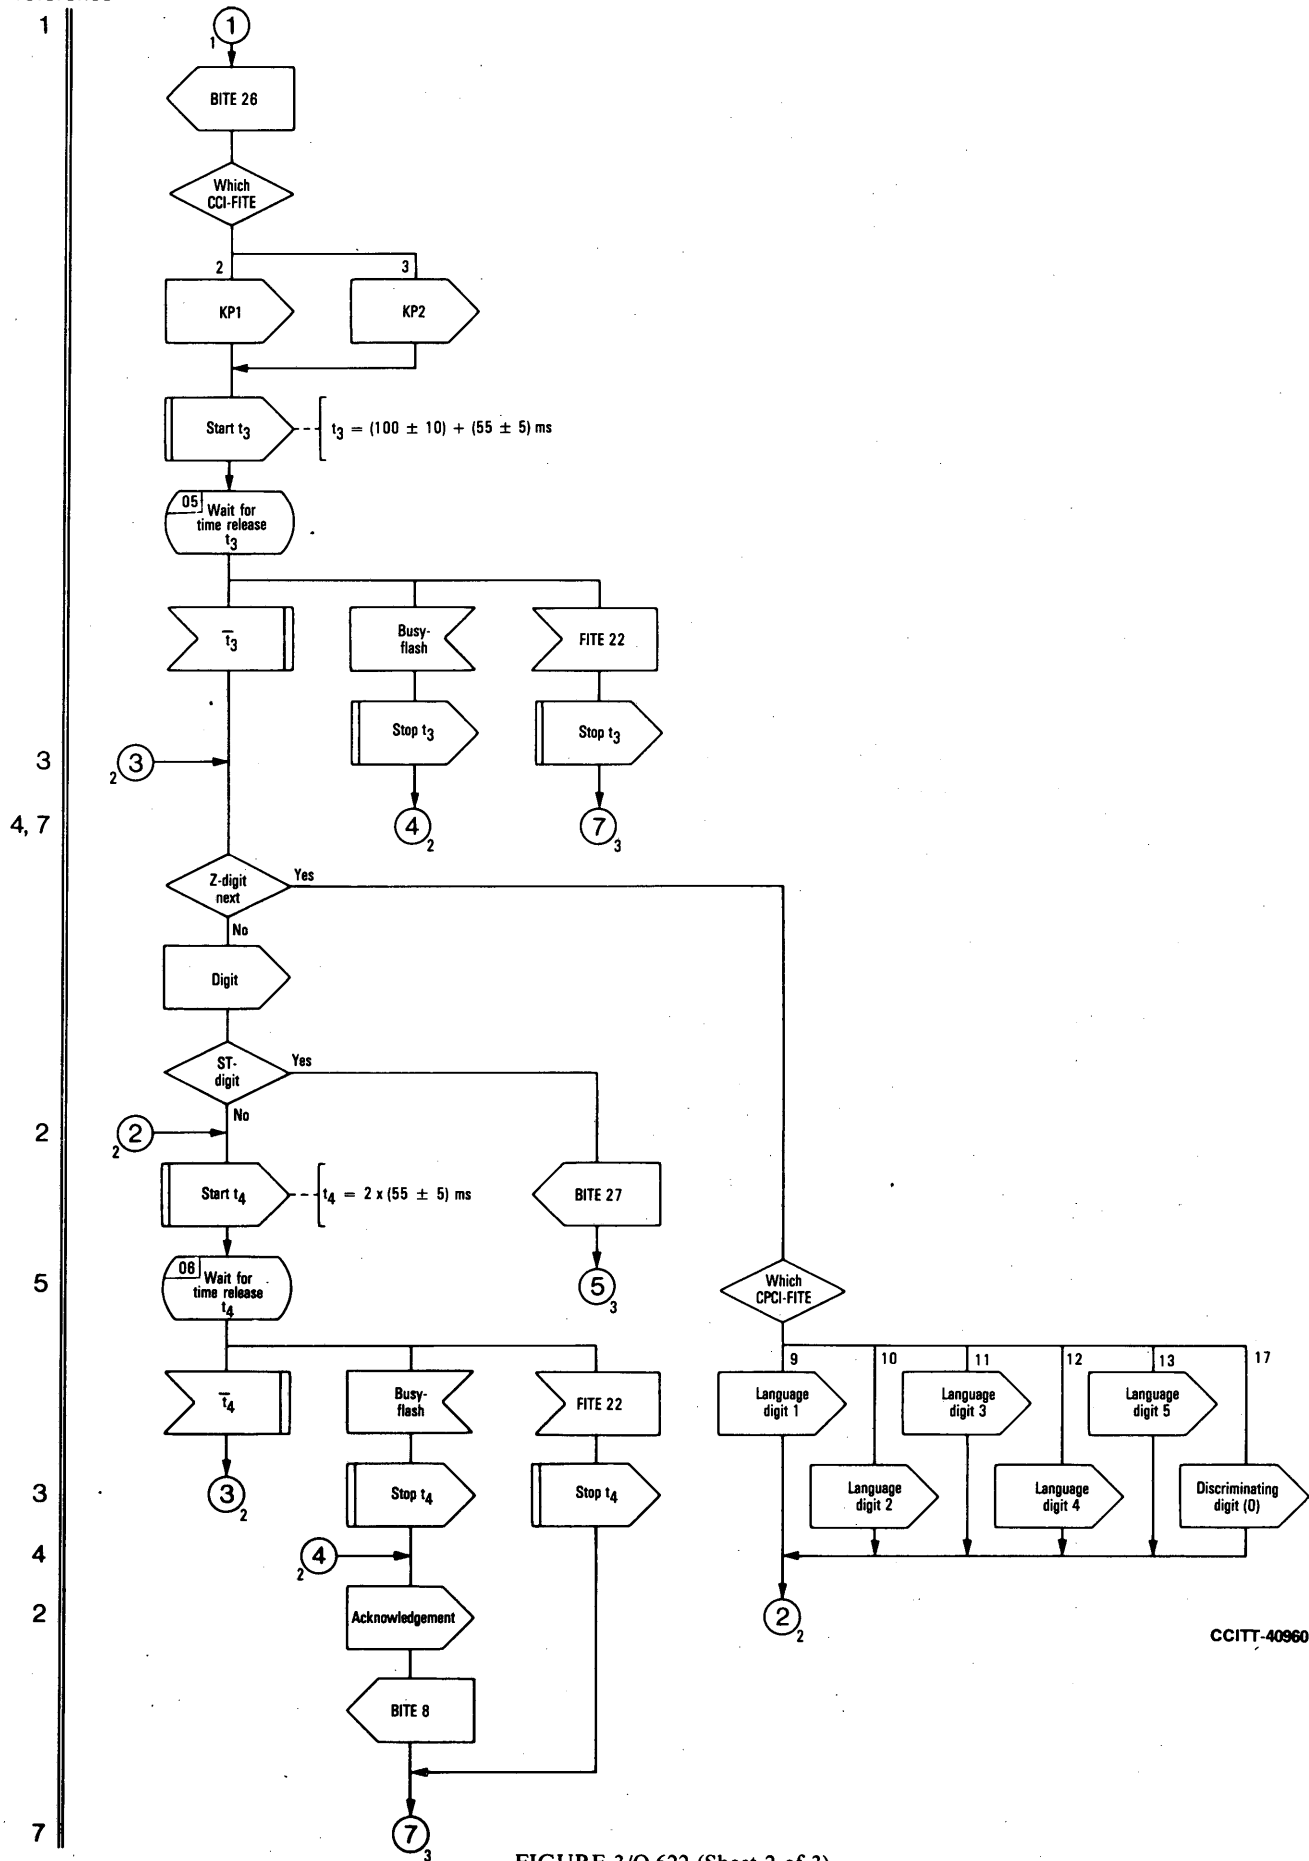 1
1
1
BITE 26
Which
CCI-FITE
2
3
KP1
KP2
Start t3
t3 = (100 ± 10) + (55 ± 5) ms
05
Wait for
time release
t3
t̅3
Busy-
flash
FITE 22
Stop t3
Stop t3
3
2
3
4, 7
4
2
7
3
Z-digit
next
Yes
No
Digit
ST-
digit
Yes
No
2
2
2
Start t4
t4 = 2 x (55 ± 5) ms
BITE 27
5
06
Wait for
time release
t4
5
3
Which
CPCI-FITE
9
10
11
12
13
17
t̅4
Busy-
flash
FITE 22
Language
digit 1
Language
digit 3
Language
digit 5
3
3
2
Stop t4
Stop t4
Language
digit 2
Language
digit 4
Discriminating
digit (0)
4
2
4
2
Acknowledgement
2
2
CCITT-40960
BITE 8
7
7
3
FIGURE 3/Q.622 (Sheet 2 of 3)